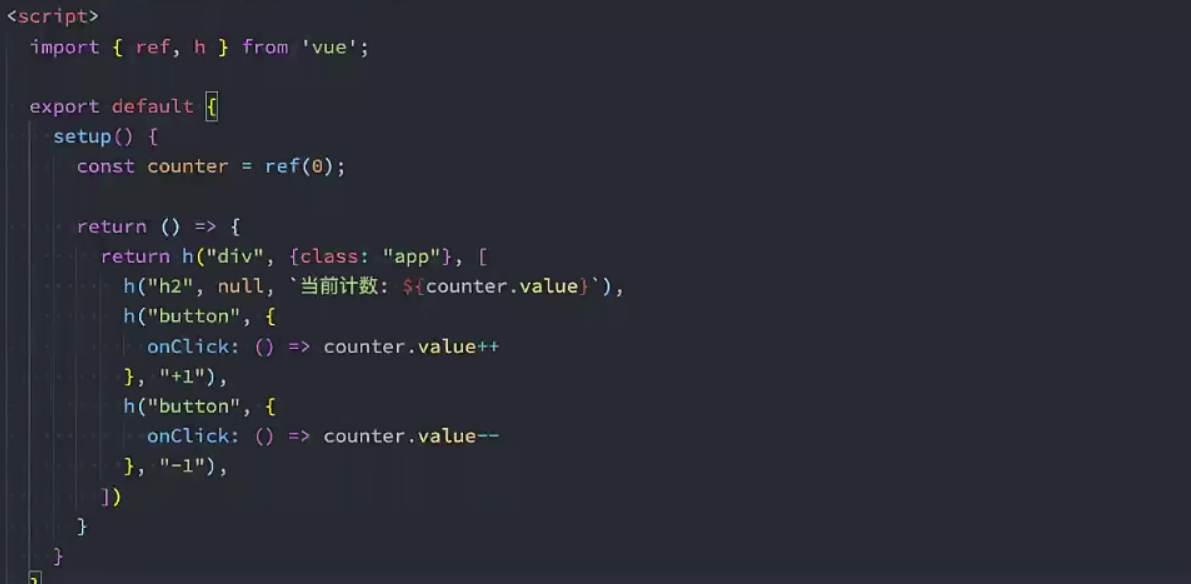 <script>
  import { ref, h } from 'vue';

  export default {
    setup() {
      const counter = ref(0);

      return () => {
        return h("div", {class: "app"}, [
          h("h2", null, `当前计数: ${counter.value}`),
          h("button", {
            onClick: () => counter.value++
          }, "+1"),
          h("button", {
            onClick: () => counter.value--
          }, "-1"),
        ])
      }
    }
  }